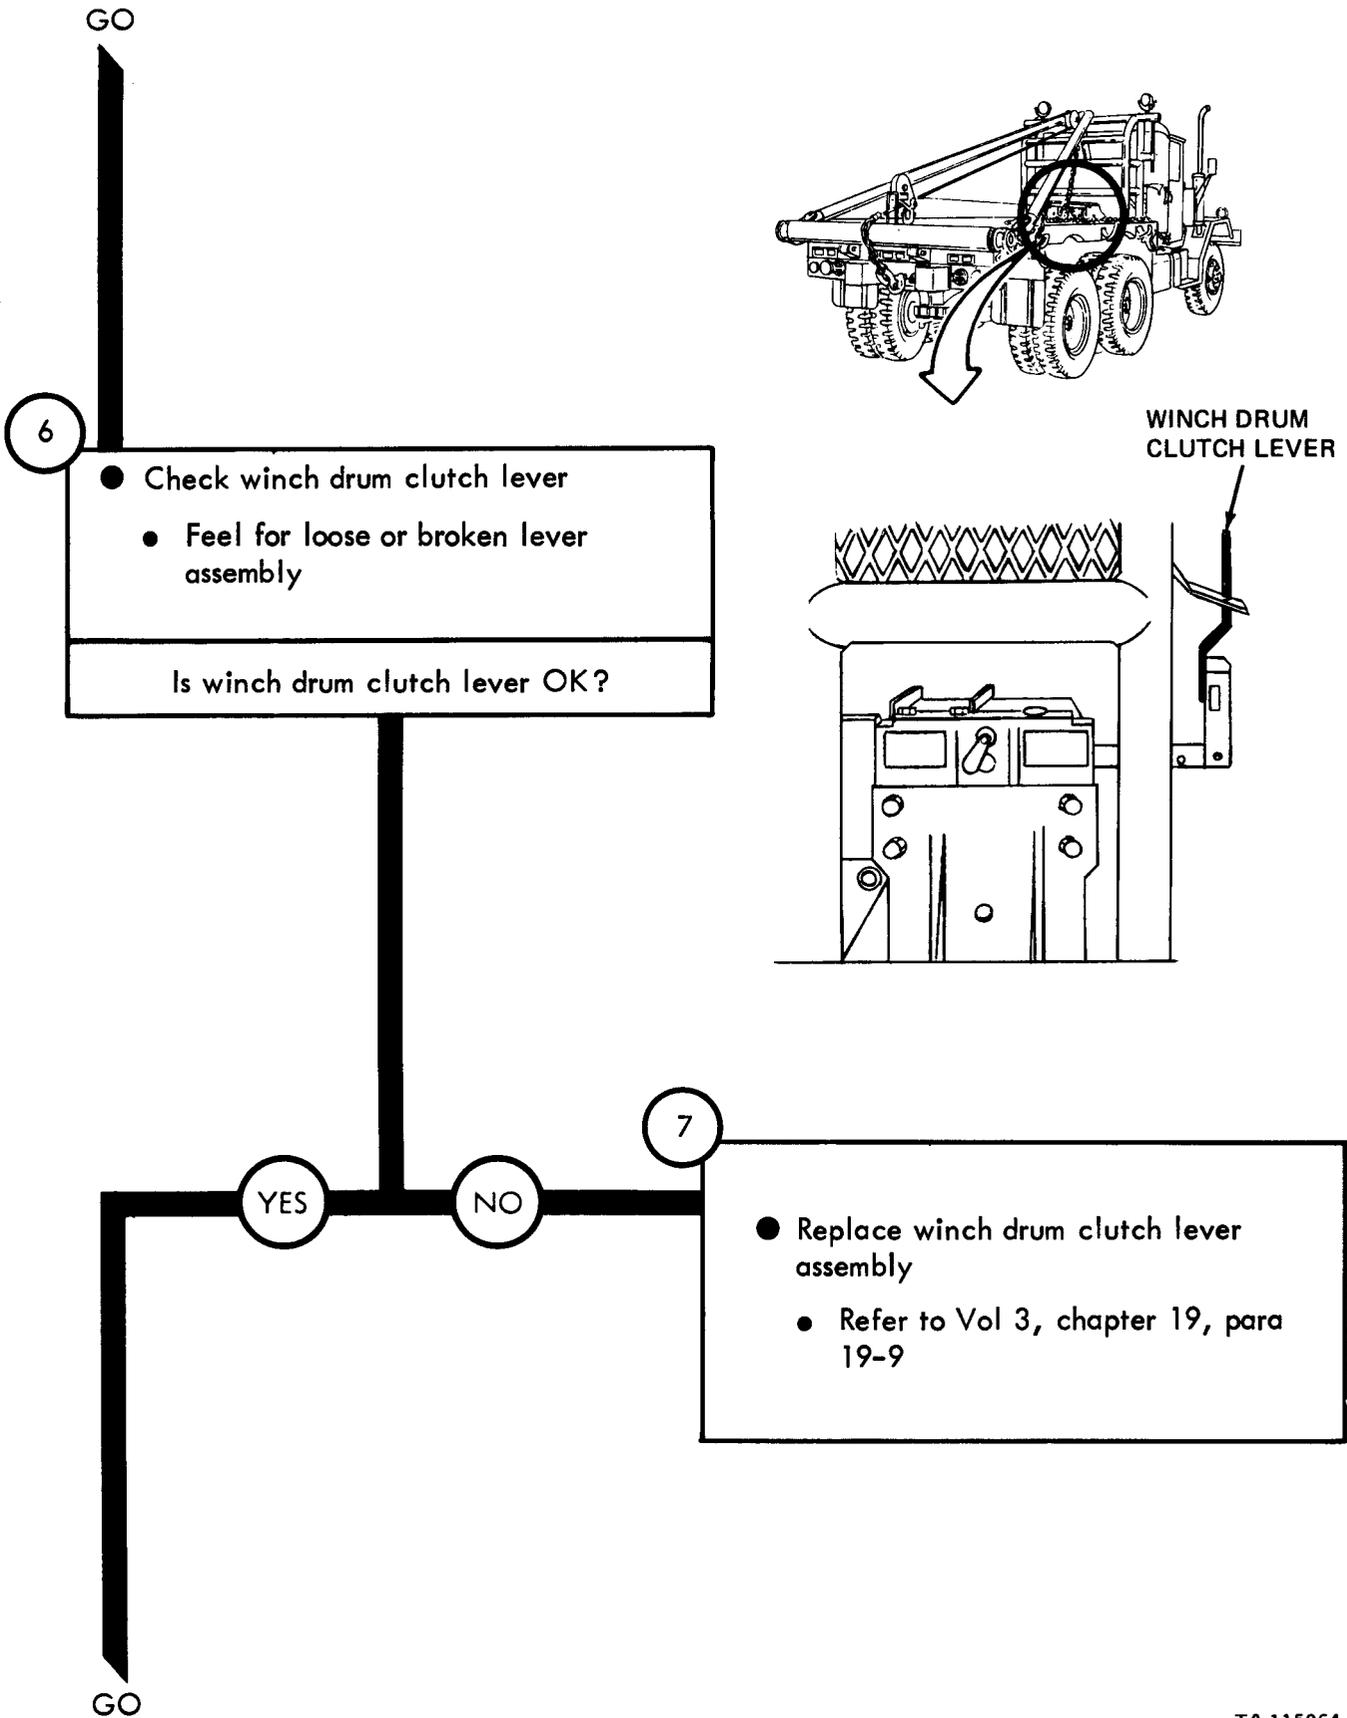 GO
6
● Check winch drum clutch lever
● Feel for loose or broken lever
assembly
Is winch drum clutch lever OK?
WINCH DRUM
CLUTCH LEVER
YES
NO
7
● Replace winch drum clutch lever
assembly
● Refer to Vol 3, chapter 19, para
19-9
GO